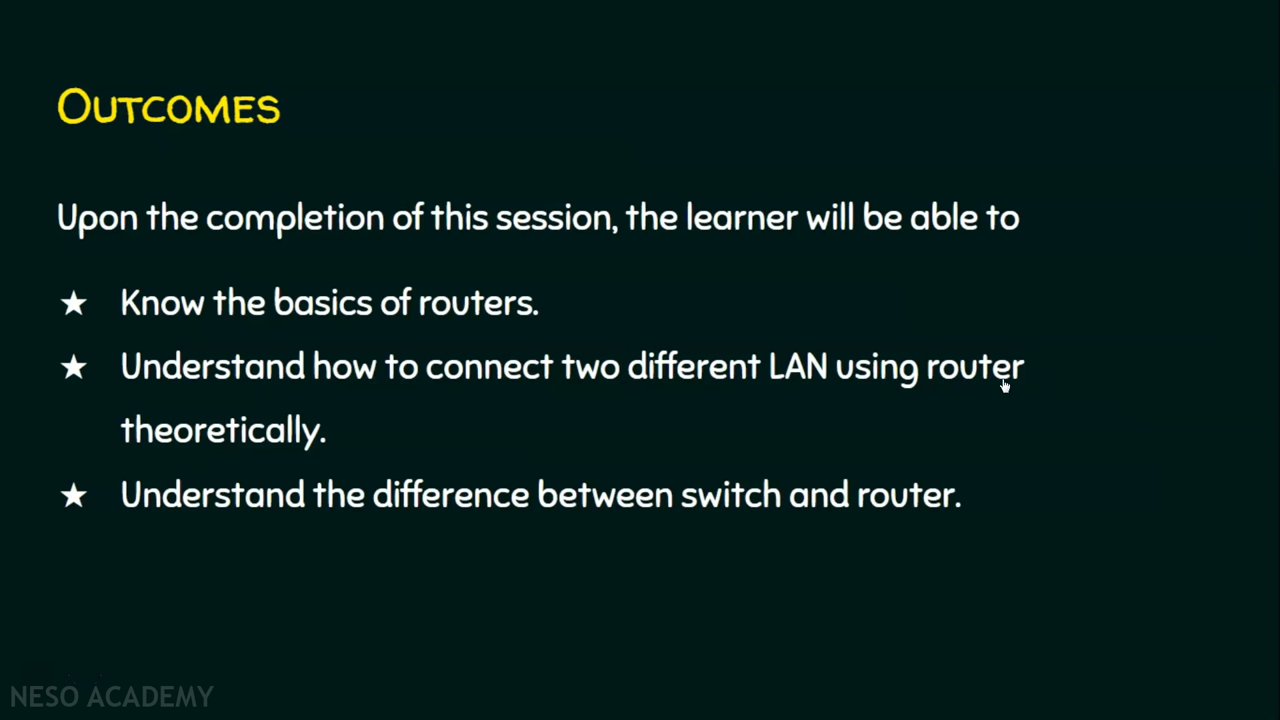 OUTCOMES
Upon the completion of this session, the learner will be able to
★ Know the basics of routers.
★ Understand how to connect two different LAN using router
theoretically.
★ Understand the difference between switch and router.
NESO ACADEMY